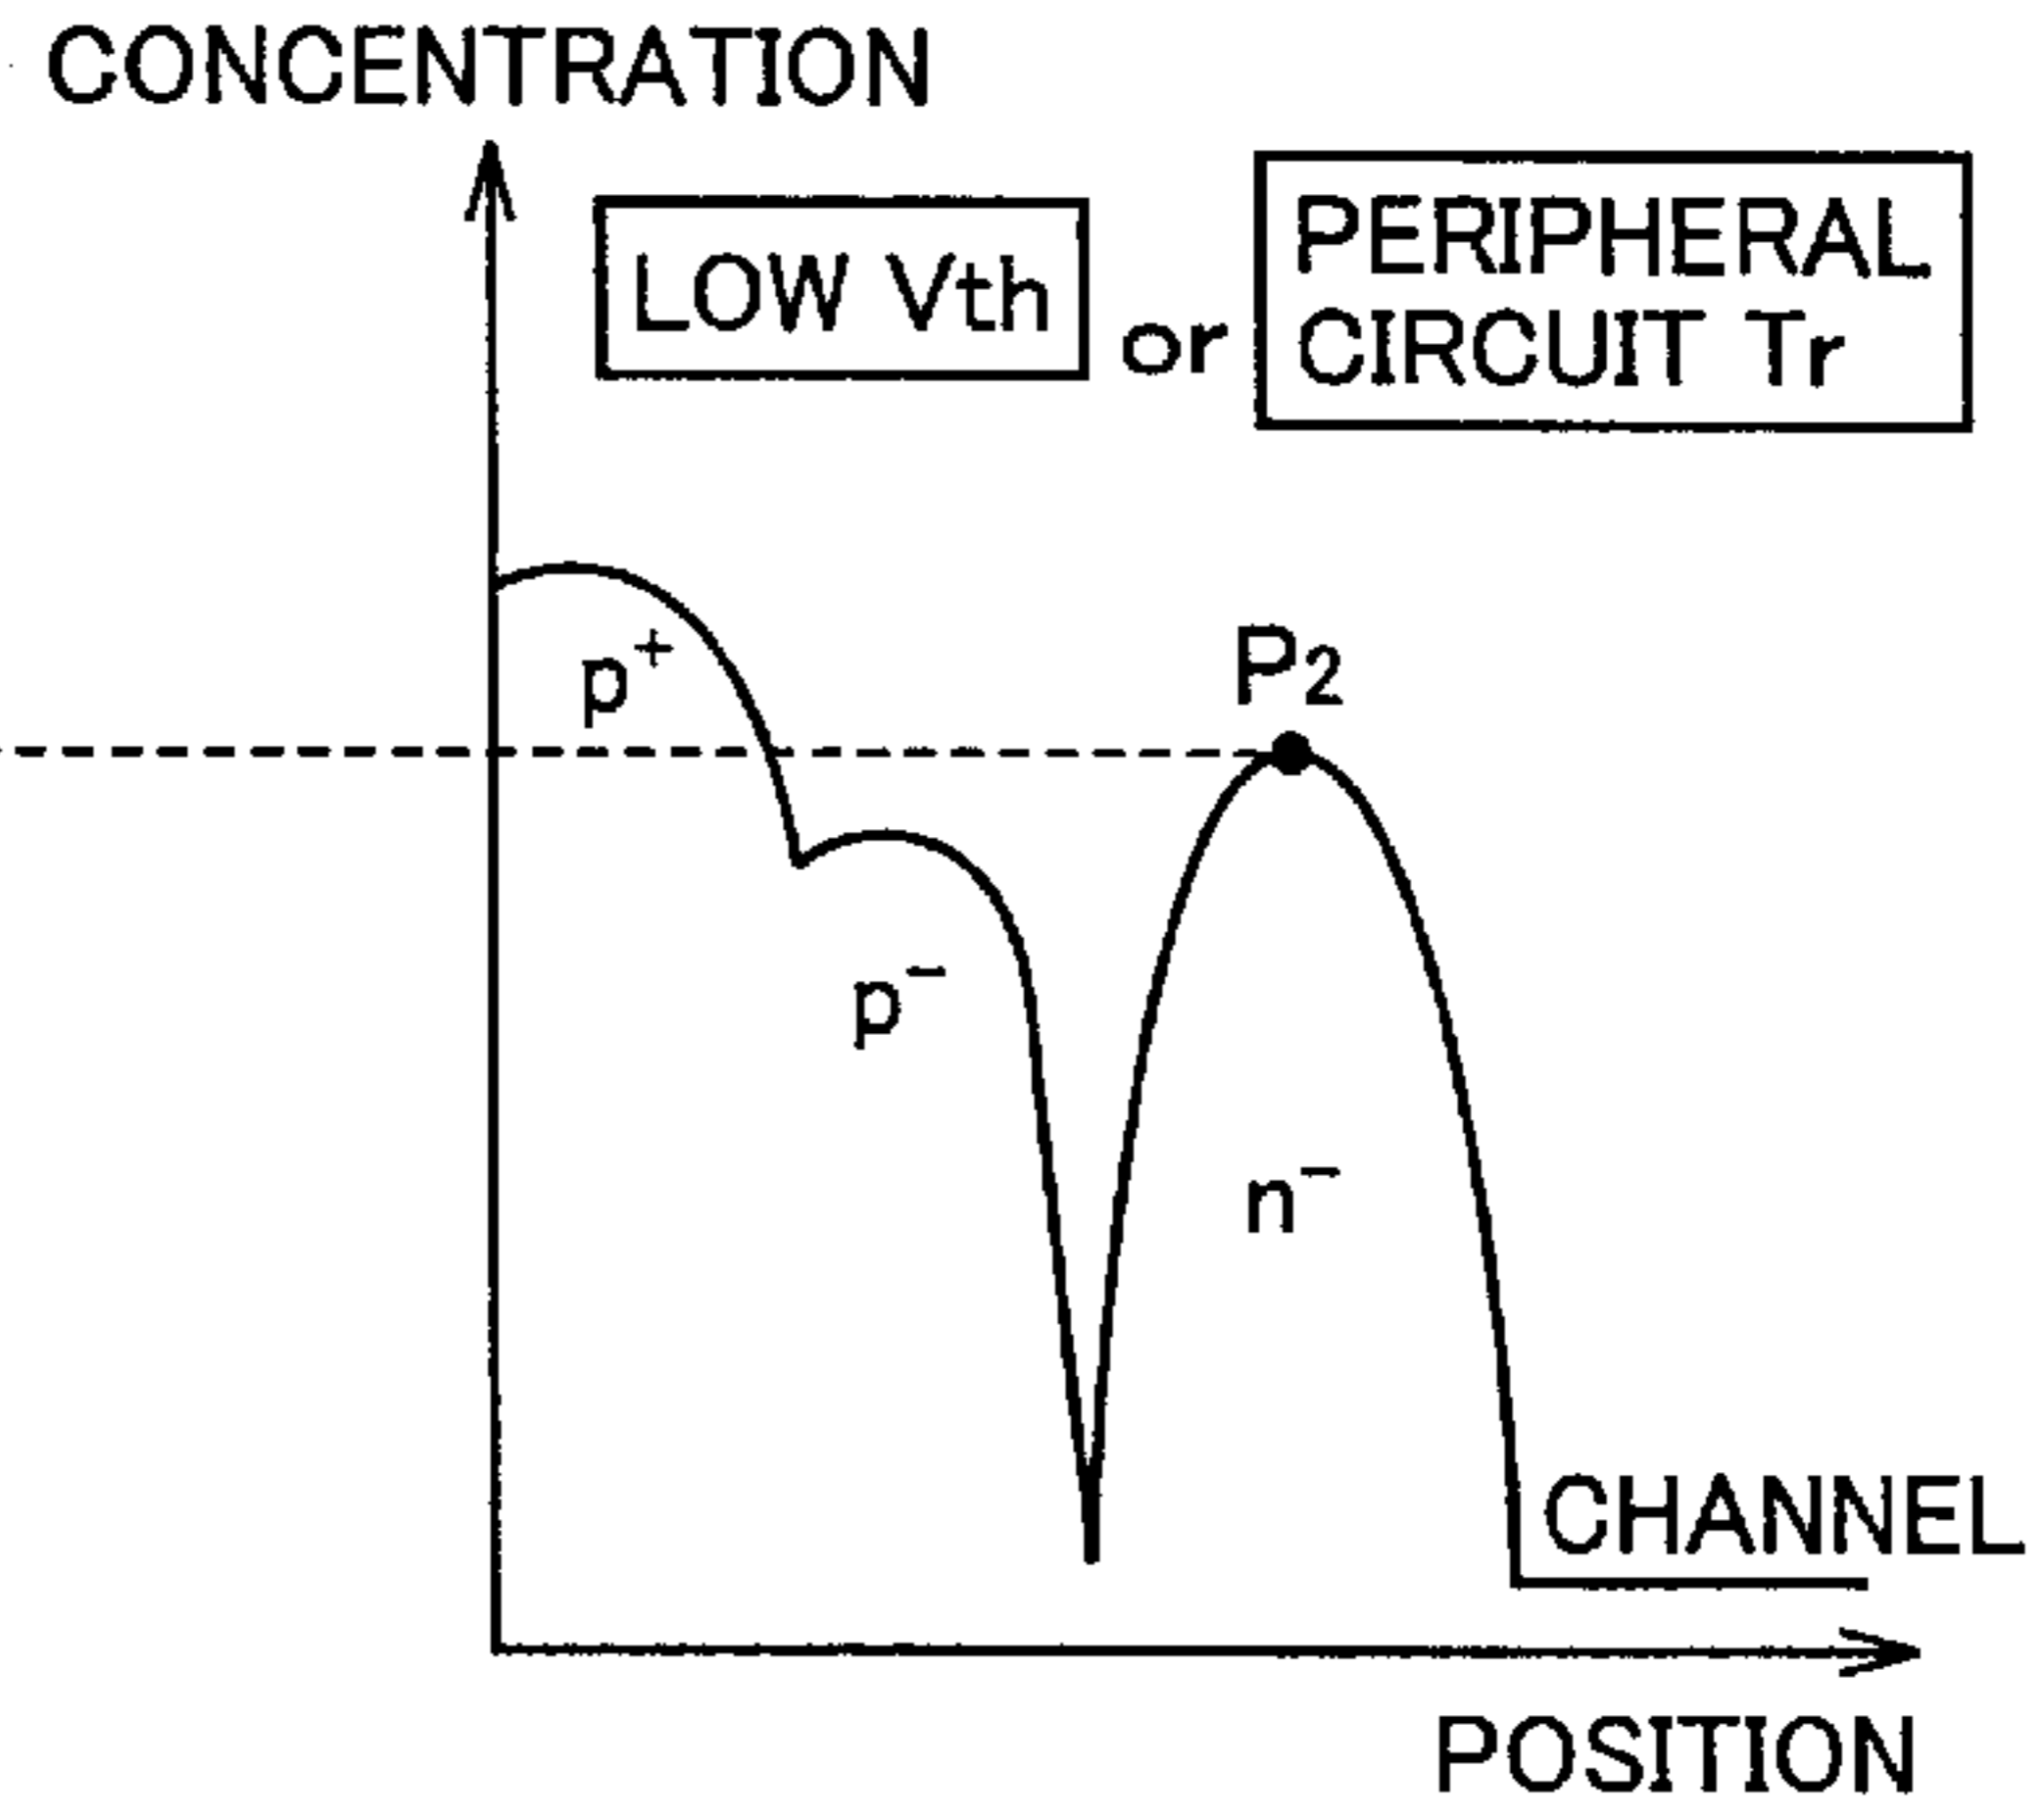 CONCENTRATION
LOW Vth
or
PERIPHERAL
CIRCUIT Tr
p+
P2
p−
n−
CHANNEL
POSITION